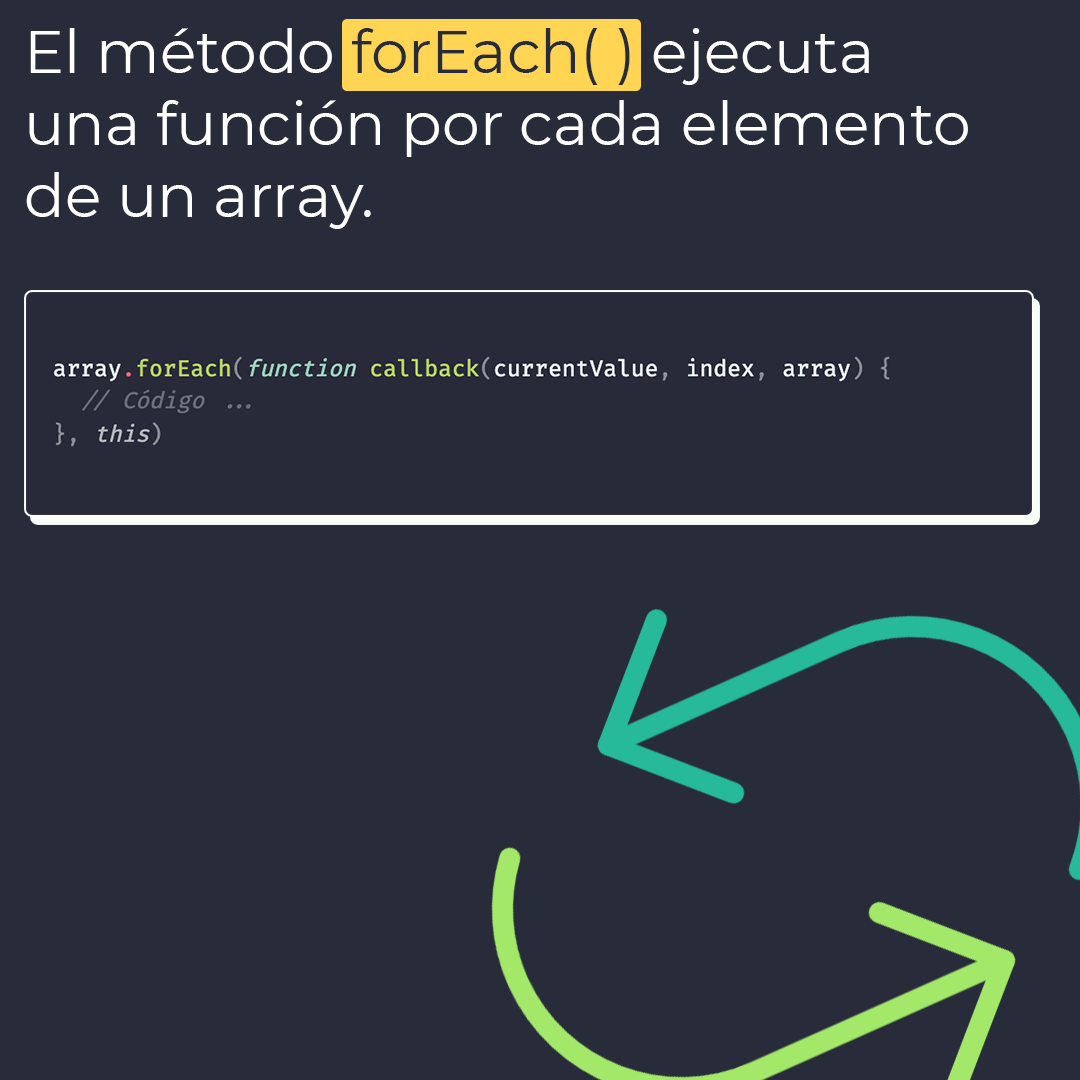 El método forEach( ) ejecuta
una función por cada elemento
de un array.
array.forEach(function callback(currentValue, index, array) {
// Código ...
}, this)